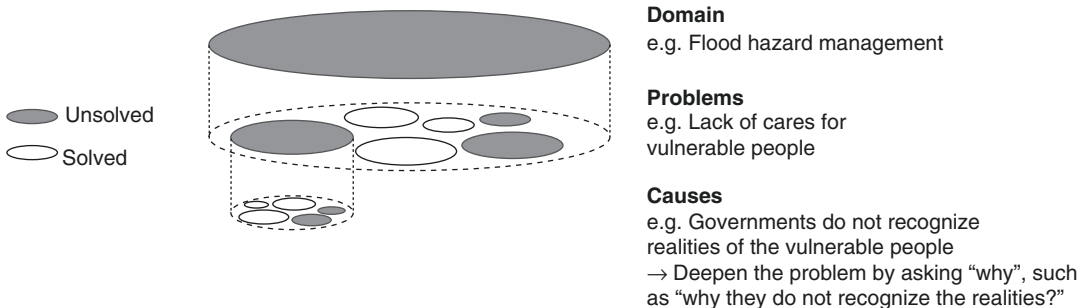 Unsolved
Solved
Domain
e.g. Flood hazard management
Problems
e.g. Lack of cares for
vulnerable people
Causes
e.g. Governments do not recognize
realities of the vulnerable people
→ Deepen the problem by asking “why”, such
as “why they do not recognize the realities?”